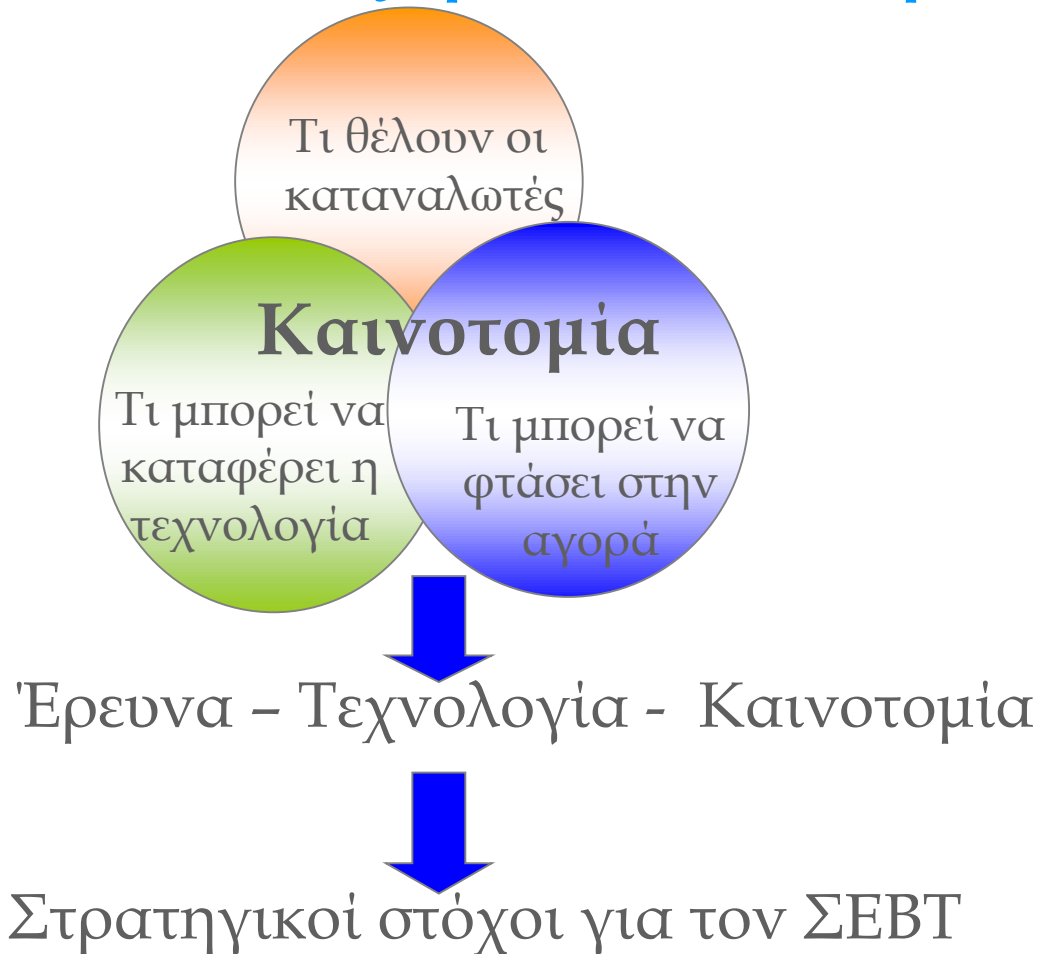 Τι θέλουν οι
καταναλωτές
Καινοτομία
Τι μπορεί να
καταφέρει η
τεχνολογία
Τι μπορεί να
φτάσει στην
αγορά
Έρευνα – Τεχνολογία - Καινοτομία
Στρατηγικοί στόχοι για τον ΣΕΒΤ